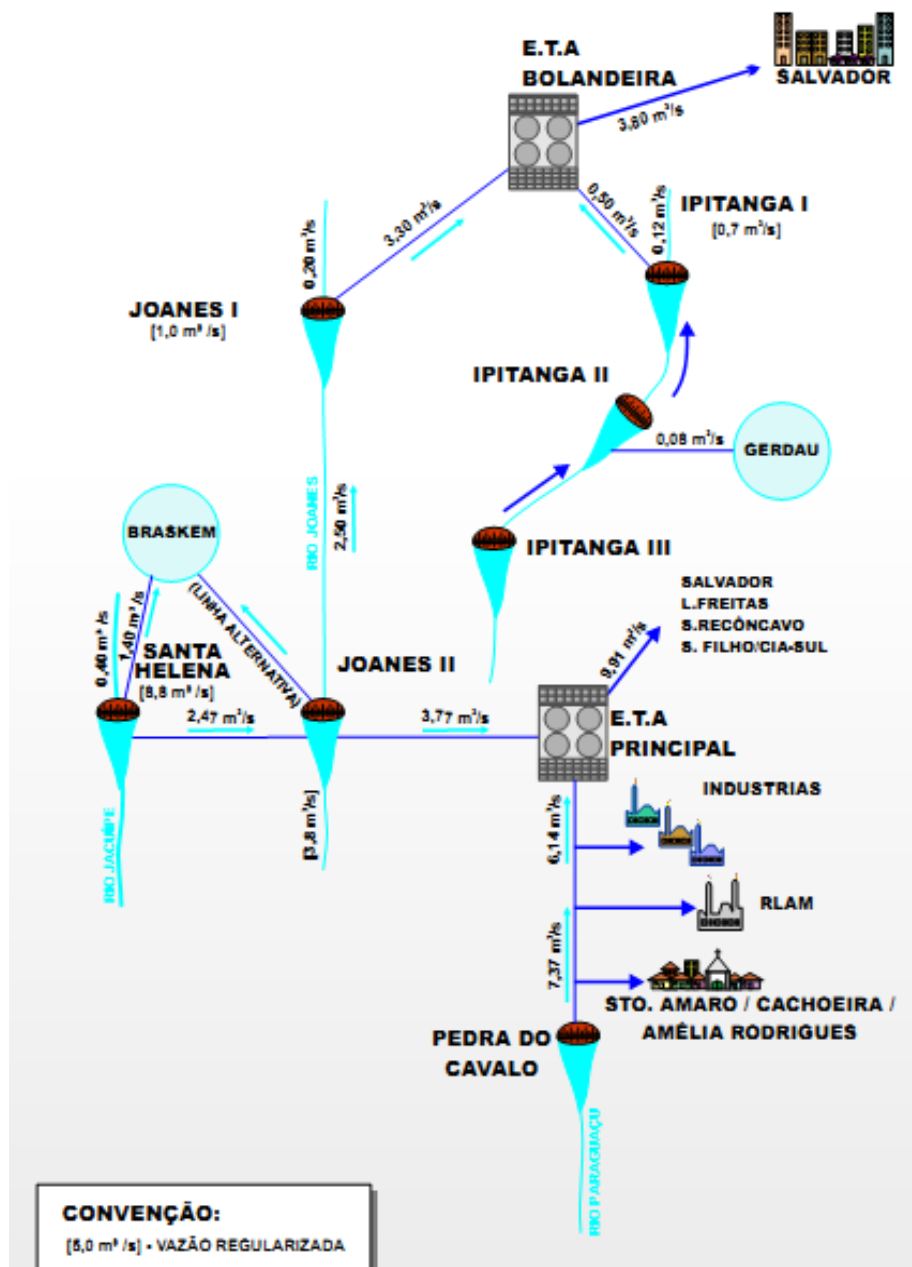 E.T.A
BOLANDEIRA
SALVADOR
3,80 m³/s
3,30 m³/s
0,50 m³/s
0,12 m³/s
IPITANGA I
[0,7 m³/s]
0,20 m³/s
JOANES I
[1,0 m³ /s]
IPITANGA II
0,08 m³/s
GERDAU
RIO JOANES
2,50 m³/s
BRASKEM
IPITANGA III
(LINHA ALTERNATIVA)
0,40 m³ /s
1,40 m³ /s
SANTA
HELENA
[8,8 m³ /s]
JOANES II
SALVADOR
L.FREITAS
S.RECÔNCAVO
S. FILHO/CIA-SUL
9,91 m³/s
2,47 m³/s
3,77 m³/s
E.T.A
PRINCIPAL
[3,8 m³/s]
RIO JACUÍPE
INDUSTRIAS
6,14 m³/s
RLAM
7,37 m³/s
STO. AMARO / CACHOEIRA /
AMÉLIA RODRIGUES
PEDRA DO
CAVALO
RIO PARAGUAÇU
CONVENÇÃO:
[5,0 m³ /s] - VAZÃO REGULARIZADA